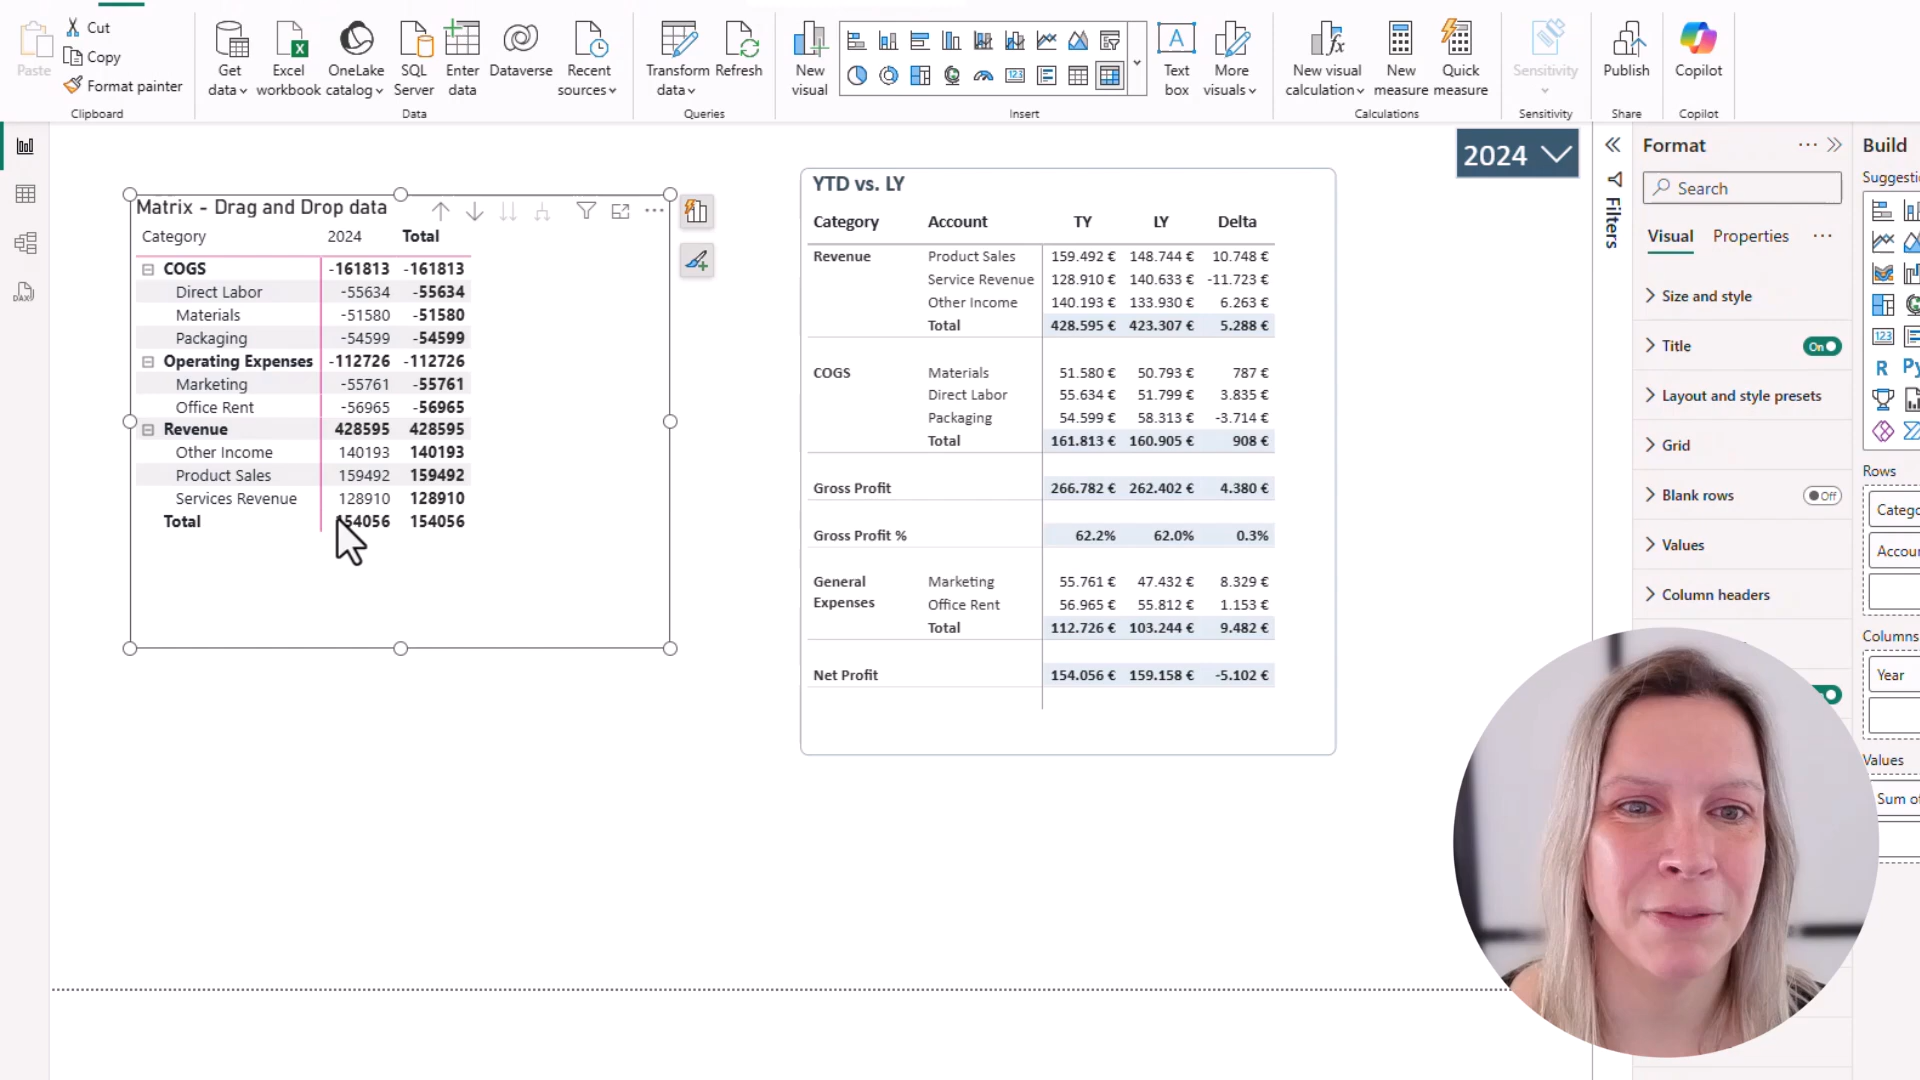 Cut
Copy
Format painter
Paste
Clipboard
Get data
Excel workbook
OneLake catalog
SQL Server
Enter data
Dataverse
Recent sources
Data
Transform data
Refresh
Queries
New visual
Text box
More visuals
Insert
New visual calculation
New measure
Quick measure
Calculations
Sensitivity
Sensitivity
Publish
Share
Copilot
Copilot
2024
Matrix - Drag and Drop data
Category 2024 Total
COGS -161813 -161813
Direct Labor -55634 -55634
Materials -51580 -51580
Packaging -54599 -54599
Operating Expenses -112726 -112726
Marketing -55761 -55761
Office Rent -56965 -56965
Revenue 428595 428595
Other Income 140193 140193
Product Sales 159492 159492
Services Revenue 128910 128910
Total 154056 154056
YTD vs. LY
Category Account TY LY Delta
Revenue Product Sales 159.492 € 148.744 € 10.748 €
Service Revenue 128.910 € 140.633 € -11.723 €
Other Income 140.193 € 133.930 € 6.263 €
Total 428.595 € 423.307 € 5.288 €
COGS Materials 51.580 € 50.793 € 787 €
Direct Labor 55.634 € 51.799 € 3.835 €
Packaging 54.599 € 58.313 € -3.714 €
Total 161.813 € 160.905 € 908 €
Gross Profit 266.782 € 262.402 € 4.380 €
Gross Profit % 62.2% 62.0% 0.3%
General Expenses Marketing 55.761 € 47.432 € 8.329 €
Office Rent 56.965 € 55.812 € 1.153 €
Total 112.726 € 103.244 € 9.482 €
Net Profit 154.056 € 159.158 € -5.102 €
Filters
Format
Search
Visual Properties
Size and style
Title On
Layout and style presets
Grid
Blank rows Off
Values
Column headers
Build
Suggesti
R Py
Rows
Catego
Accou
Columns
Year
Values
Sum of